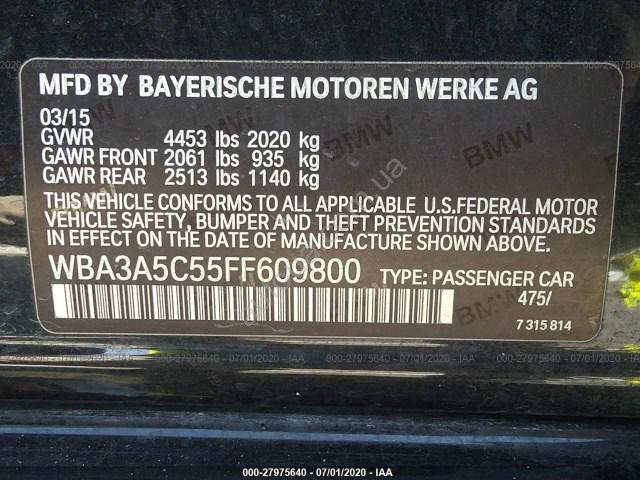 MFD BY BAYERISCHE MOTOREN WERKE AG
03/15
GVWR 4453 lbs 2020 kg
GAWR FRONT 2061 lbs 935 kg
GAWR REAR 2513 lbs 1140 kg
THIS VEHICLE CONFORMS TO ALL APPLICABLE U.S.FEDERAL MOTOR
VEHICLE SAFETY, BUMPER AND THEFT PREVENTION STANDARDS
IN EFFECT ON THE DATE OF MANUFACTURE SHOWN ABOVE.
WBA3A5C55FF609800 TYPE: PASSENGER CAR
475/
7 315 814
000-27975640 - 07/01/2020 - IAA